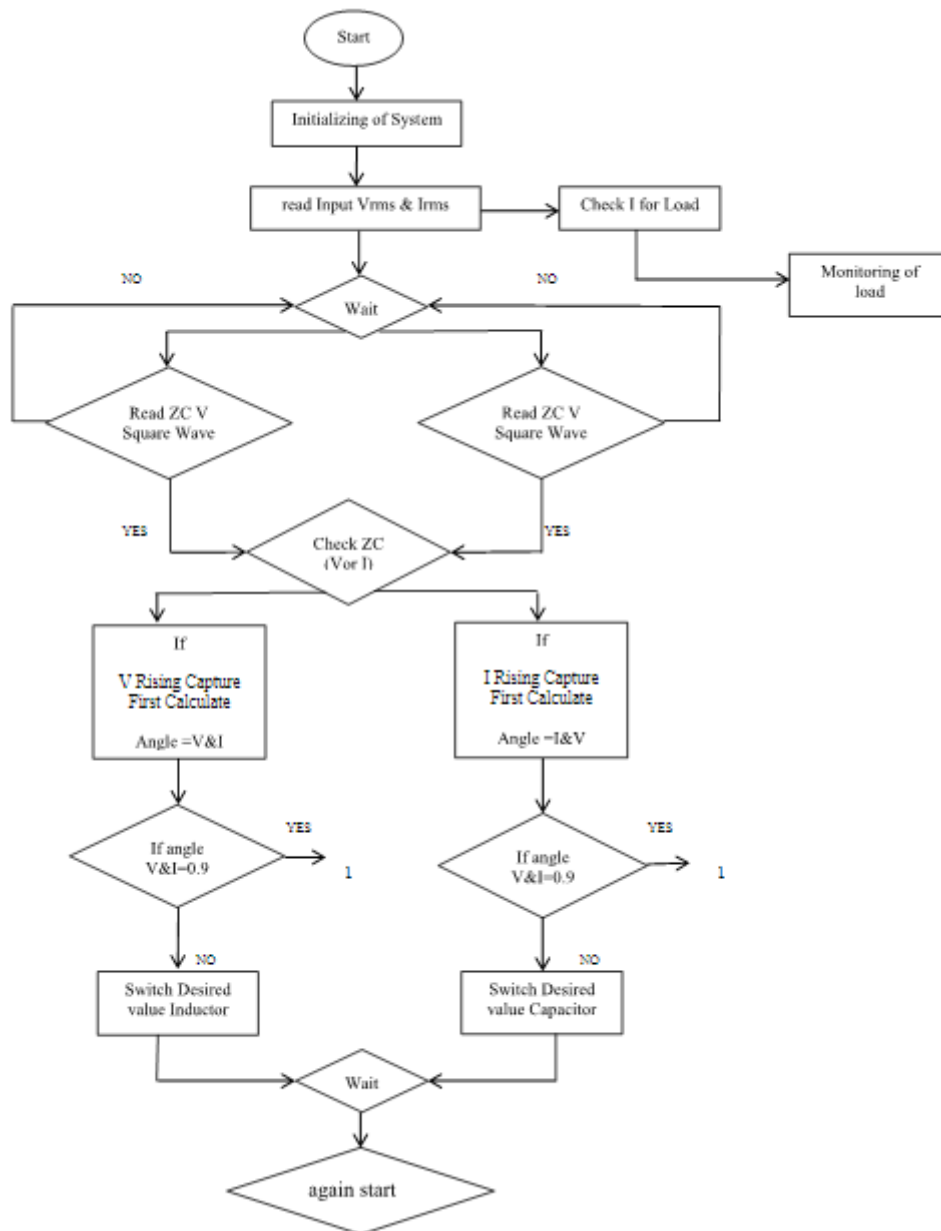 Start
Initializing of System
read Input Vrms & Irms
Check I for Load
Monitoring of
load
NO
NO
Wait
Read ZC V
Square Wave
Read ZC V
Square Wave
YES
YES
Check ZC
(Vor I)
If
V Rising Capture
First Calculate
Angle =V&I
If
I Rising Capture
First Calculate
Angle =I&V
If angle
V&I=0.9
YES
1
If angle
V&I=0.9
YES
1
NO
NO
Switch Desired
value Inductor
Switch Desired
value Capacitor
Wait
again start